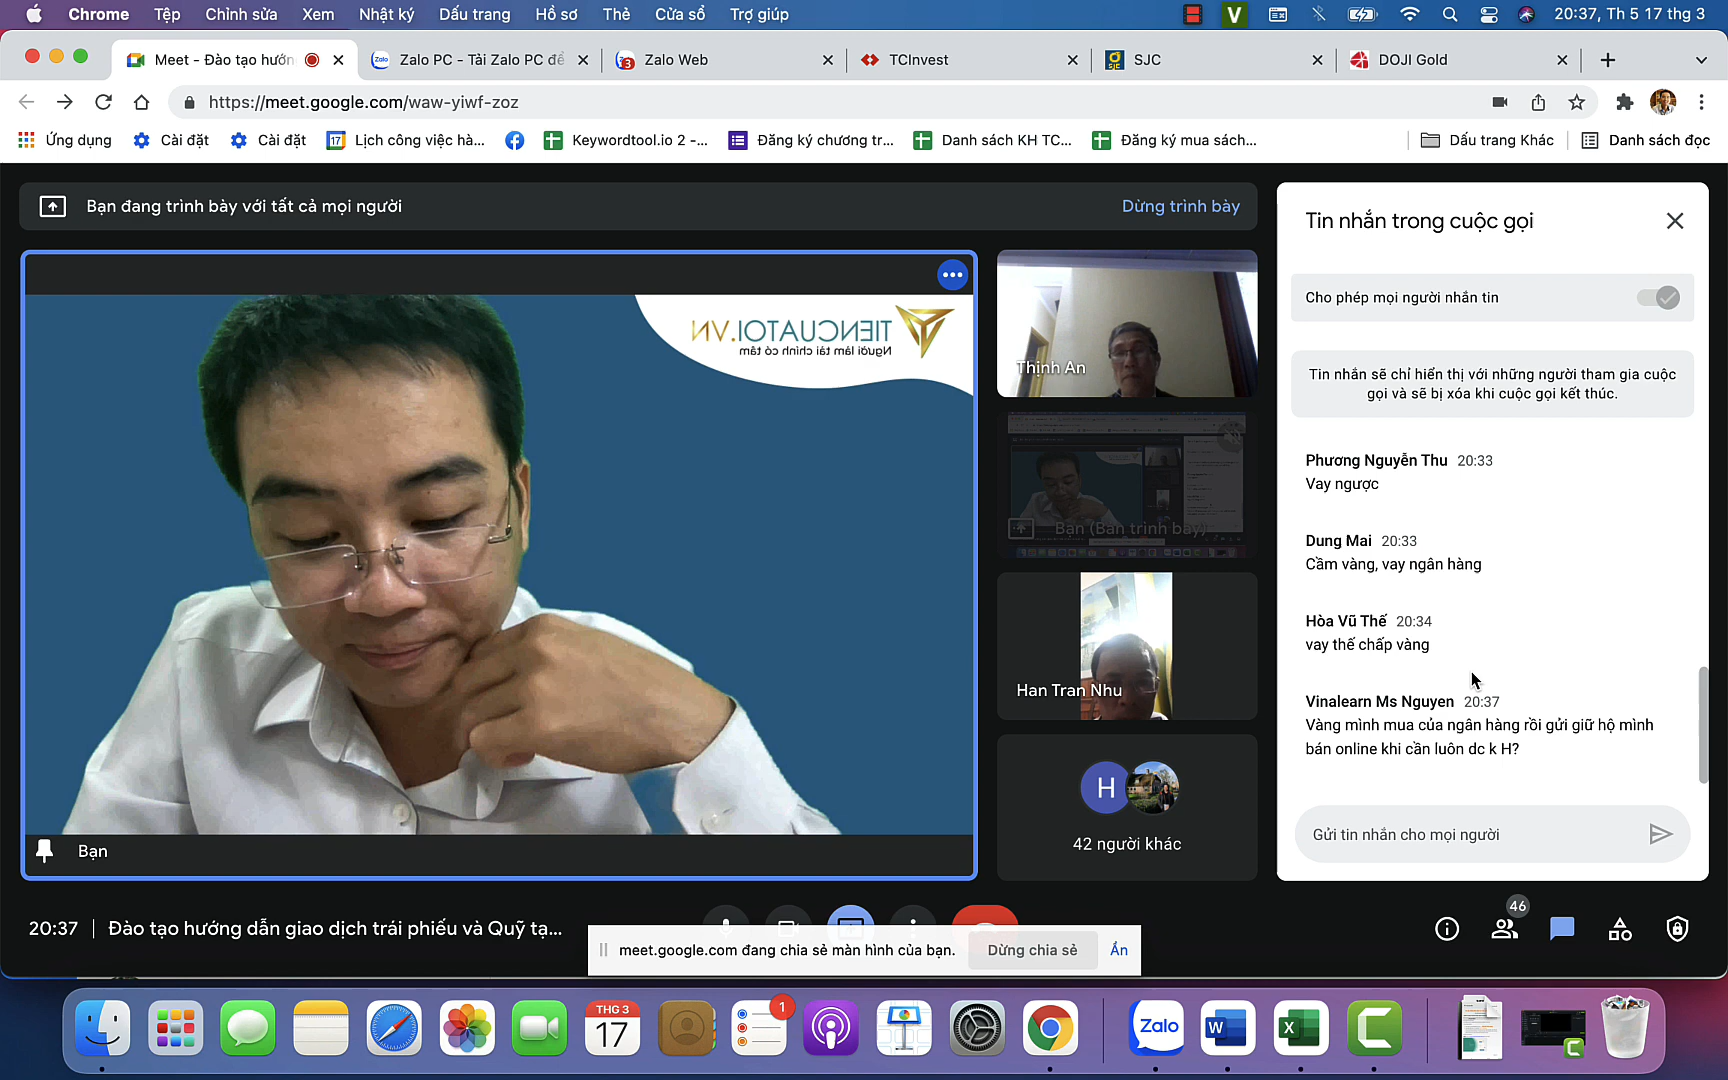 Chrome Tệp Chỉnh sửa Xem Nhật ký Dấu trang Hồ sơ Thẻ Cửa sổ Trợ giúp V 20:37, Th 5 17 thg 3
Meet - Đào tạo hướn Zalo Zalo PC - Tải Zalo PC để 3 Zalo Web TCInvest SJC SJC DOJI Gold
https://meet.google.com/waw-yiwf-zoz
Ứng dụng Cài đặt Cài đặt 17 Lịch công việc hà... Keywordtool.io 2 -... Đăng ký chương tr... Danh sách KH TC... Đăng ký mua sách... Dấu trang Khác Danh sách đọc
Bạn đang trình bày với tất cả mọi người Dừng trình bày
TIENCUATOI.VN
Người làm tài chính có tâm
Bạn
Thịnh An
Bạn (Bạn trình bày)
Han Tran Nhu
H
42 người khác
Tin nhắn trong cuộc gọi
Cho phép mọi người nhắn tin
Tin nhắn sẽ chỉ hiển thị với những người tham gia cuộc
gọi và sẽ bị xóa khi cuộc gọi kết thúc.
Phương Nguyễn Thu 20:33
Vay ngược
Dung Mai 20:33
Cầm vàng, vay ngân hàng
Hòa Vũ Thế 20:34
vay thế chấp vàng
Vinalearn Ms Nguyen 20:37
Vàng mình mua của ngân hàng rồi gửi giữ hộ mình
bán online khi cần luôn dc k H?
Gửi tin nhắn cho mọi người
20:37 Đào tạo hướng dẫn giao dịch trái phiếu và Quỹ tạ...
46
meet.google.com đang chia sẻ màn hình của bạn. Dừng chia sẻ Ẩn
THG 3
17
1
Zalo
W
X
C